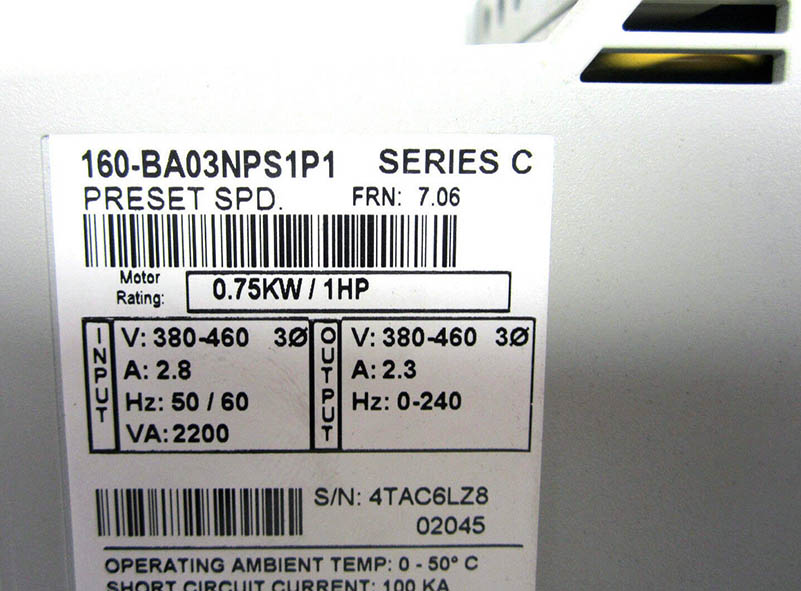 160-BA03NPS1P1 SERIES C
PRESET SPD. FRN: 7.06
Motor Rating: 0.75KW / 1HP
INPUT
V: 380-460 3Ø
A: 2.8
Hz: 50 / 60
VA: 2200
OUTPUT
V: 380-460 3Ø
A: 2.3
Hz: 0-240
S/N: 4TAC6LZ8
02045
OPERATING AMBIENT TEMP: 0 - 50° C
SHORT CIRCUIT CURRENT: 100 KA